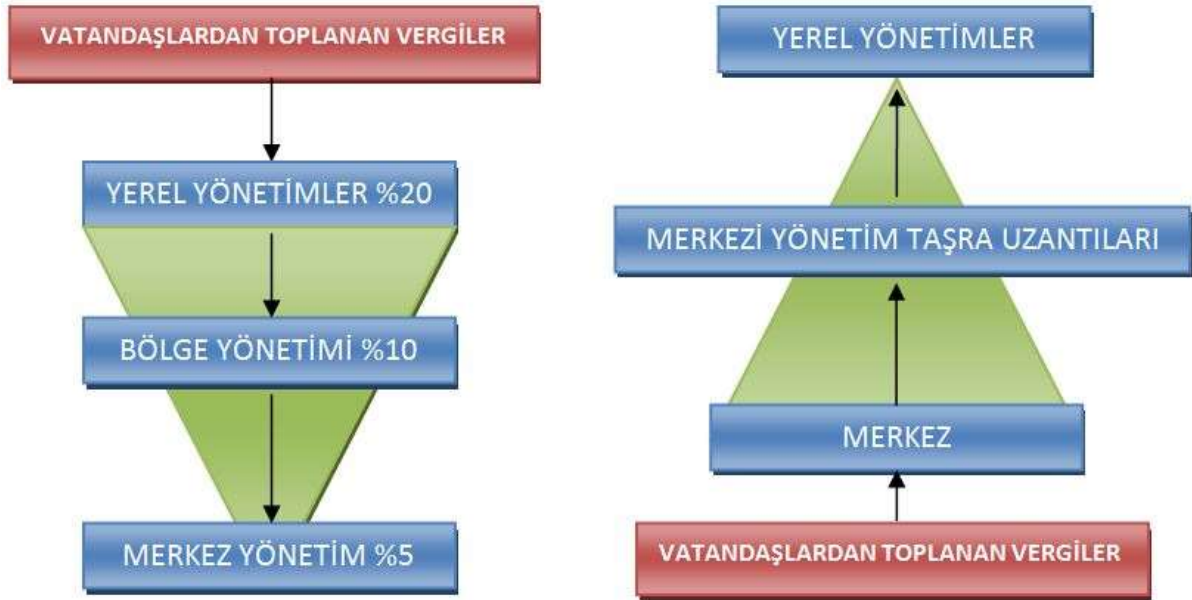 VATANDAŞLARDAN TOPLANAN VERGİLER
YEREL YÖNETİMLER %20
BÖLGE YÖNETİMİ %10
MERKEZ YÖNETİM %5
YEREL YÖNETİMLER
MERKEZİ YÖNETİM TAŞRA UZANTILARI
MERKEZ
VATANDAŞLARDAN TOPLANAN VERGİLER